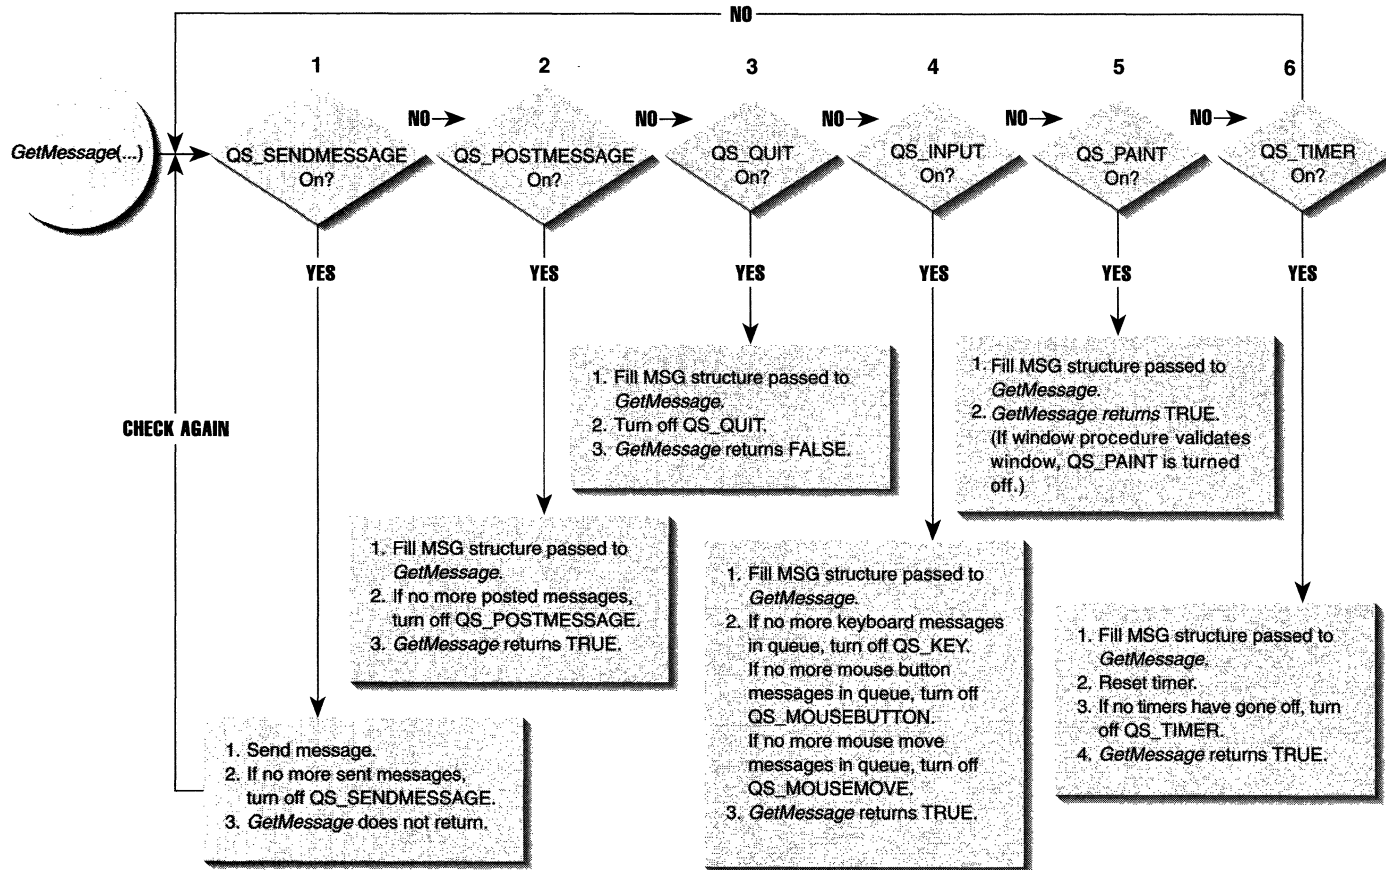 NO
1
2
3
4
5
6
GetMessage(...)
QS_SENDMESSAGE
On?
NO
QS_POSTMESSAGE
On?
NO
QS_QUIT
On?
NO
QS_INPUT
On?
NO
QS_PAINT
On?
NO
QS_TIMER
On?
YES
YES
YES
YES
YES
YES
CHECK AGAIN
1. Send message.
2. If no more sent messages,
turn off QS_SENDMESSAGE.
3. GetMessage does not return.
1. Fill MSG structure passed to
GetMessage.
2. If no more posted messages,
turn off QS_POSTMESSAGE.
3. GetMessage returns TRUE.
1. Fill MSG structure passed to
GetMessage.
2. Turn off QS_QUIT.
3. GetMessage returns FALSE.
1. Fill MSG structure passed to
GetMessage.
2. If no more keyboard messages
in queue, turn off QS_KEY.
If no more mouse button
messages in queue, turn off
QS_MOUSEBUTTON.
If no more mouse move
messages in queue, turn off
QS_MOUSEMOVE.
3. GetMessage returns TRUE.
1. Fill MSG structure passed to
GetMessage.
2. GetMessage returns TRUE.
(If window procedure validates
window, QS_PAINT is turned
off.)
1. Fill MSG structure passed to
GetMessage.
2. Reset timer.
3. If no timers have gone off, turn
off QS_TIMER.
4. GetMessage returns TRUE.